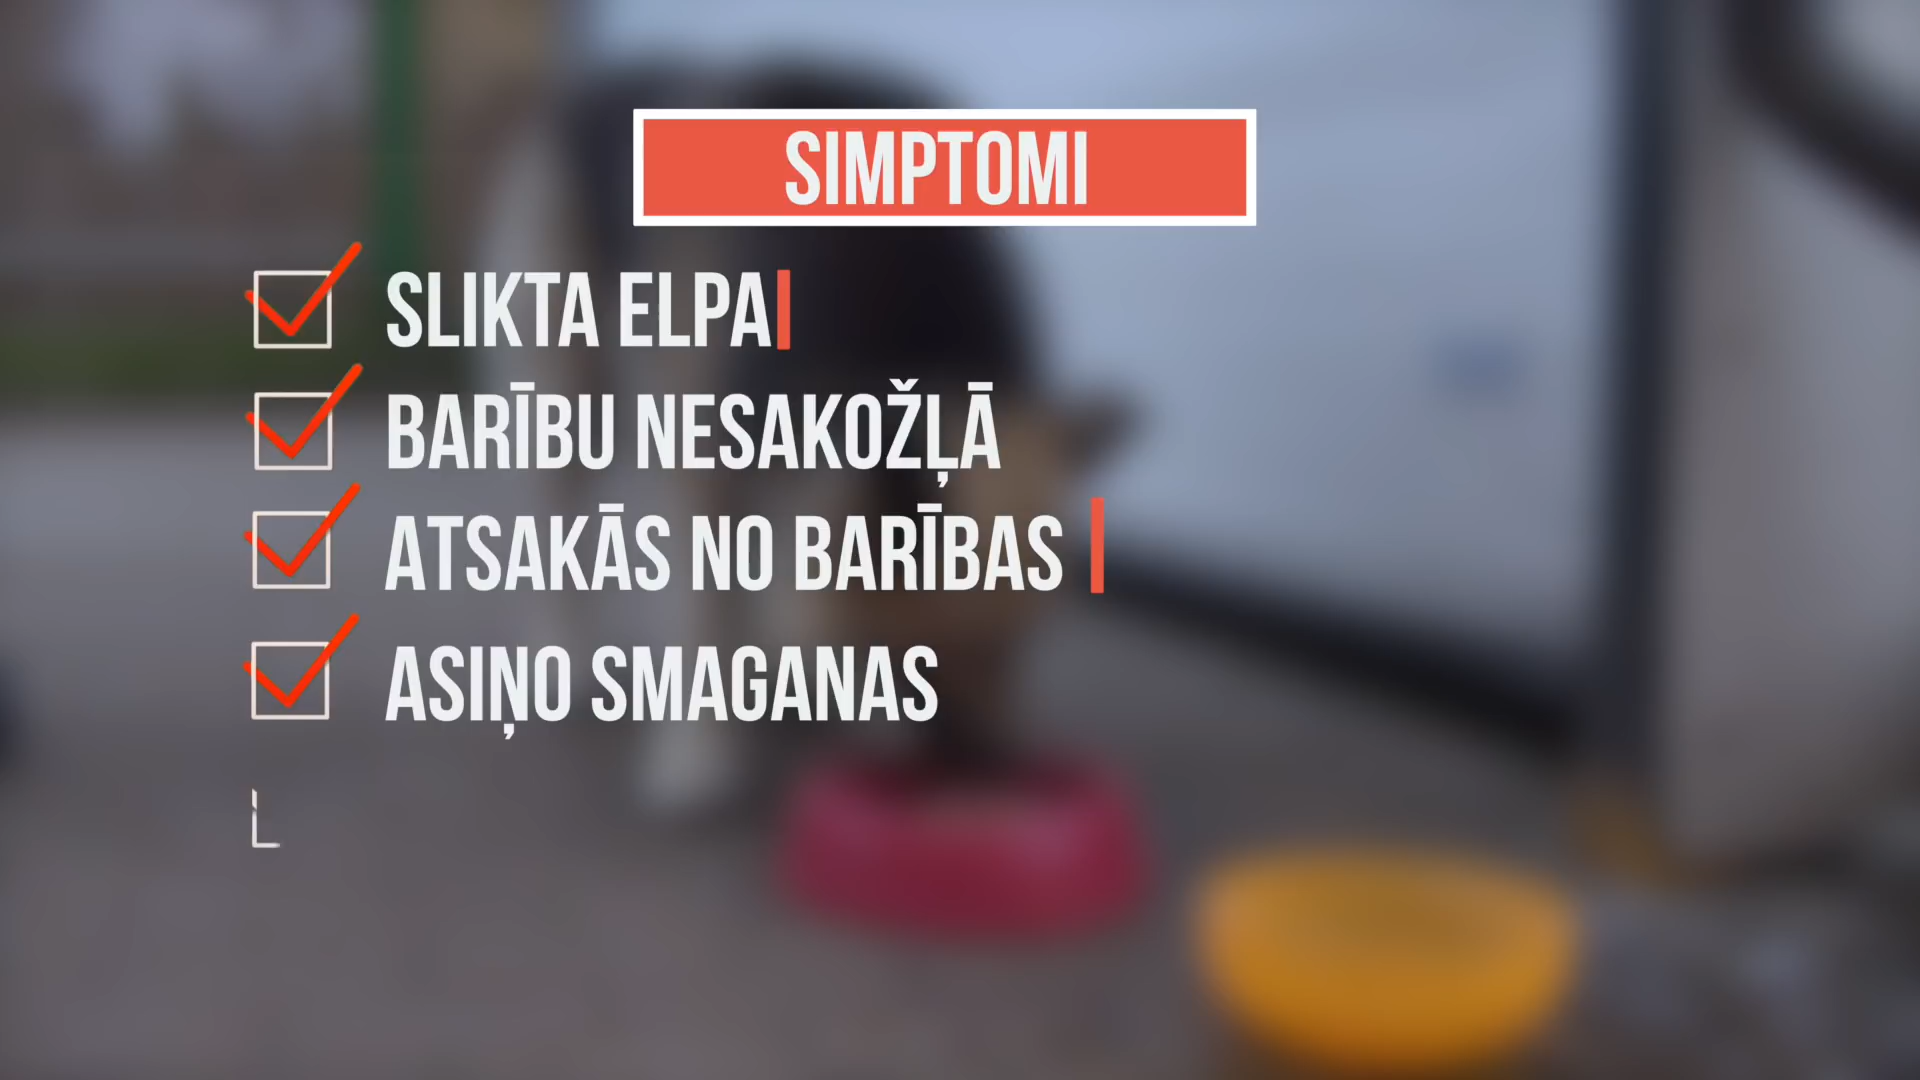 SIMPTOMI
SLIKTA ELPA
BARĪBU NESAKOŽĻĀ
ATSAKĀS NO BARĪBAS
ASIŅO SMAGANAS